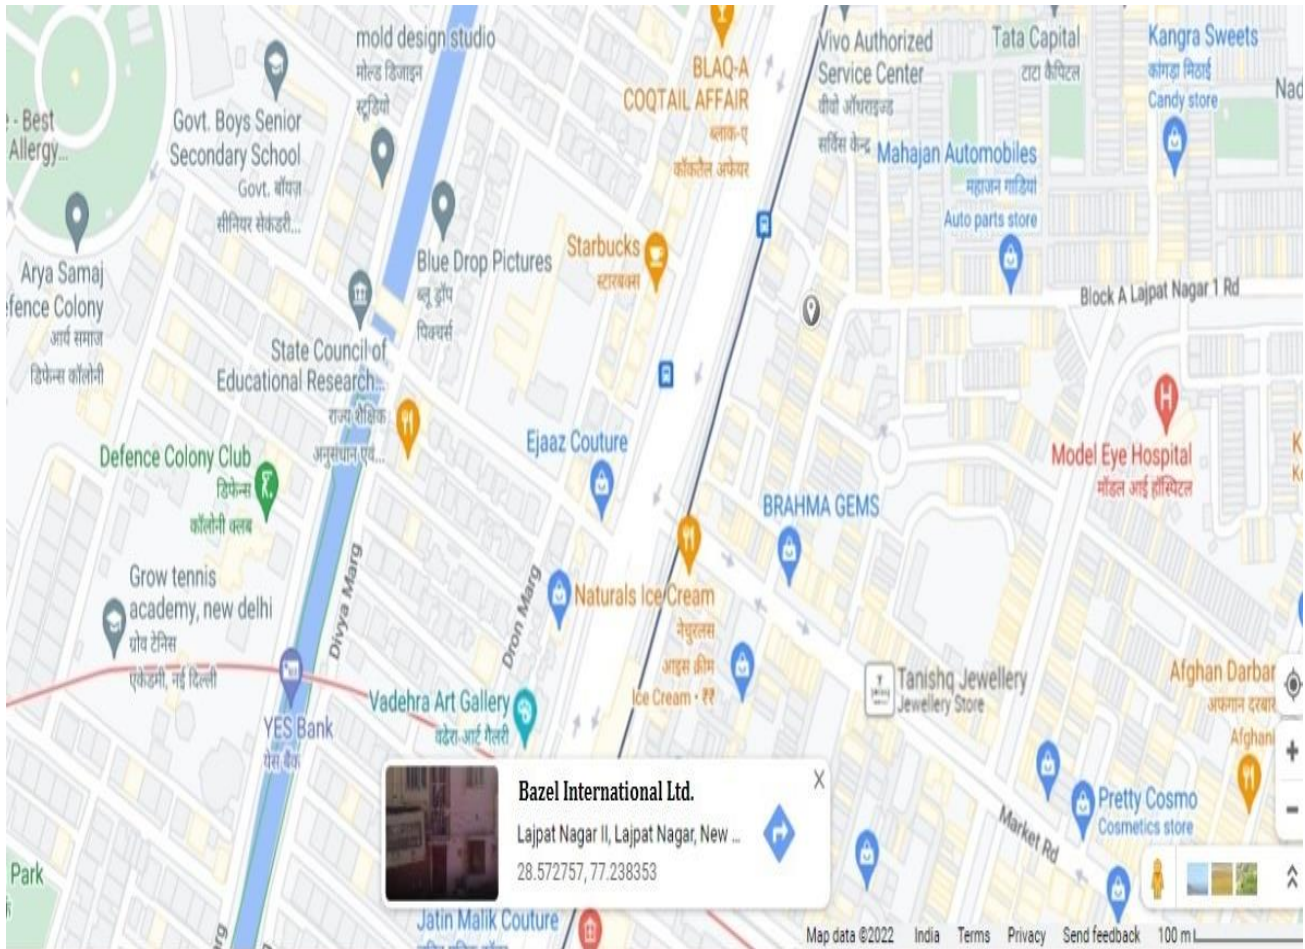 mold design studio
मोल्ड डिजाइन
स्टूडियो
BLAQ-A
COQTAIL AFFAIR
ब्लाक-ए
कॉकतैल अफेयर
Vivo Authorized
Service Center
वीवो ऑथराइज्ड
सर्विस केन्द्र
Tata Capital
टाटा कैपिटल
Kangra Sweets
कांगड़ा मिठाई
Candy store
Nad
- Best
Allergy...
Govt. Boys Senior
Secondary School
Govt. बॉयज़
सीनियर सेकंडरी...
Mahajan Automobiles
महाजन गाडियां
Auto parts store
Arya Samaj
efence Colony
आर्य समाज
डिफेन्स कॉलोनी
Blue Drop Pictures
ब्लू ड्रॉप
पिक्चर्स
Starbucks
स्टारबक्स
Block A Lajpat Nagar 1 Rd
State Council of
Educational Research...
राज्य शैक्षिक
अनुसंधान एवं...
Defence Colony Club
डिफेन्स
कॉलोनी क्लब
Ejaaz Couture
BRAHMA GEMS
Model Eye Hospital
मॉडल आई हॉस्पिटल
Grow tennis
academy, new delhi
ग्रोव टेनिस
एकेडमी, नई दिल्ली
Divya Marg
Dron Marg
Naturals Ice Cream
नेचुरलस
आइस क्रीम
Ice Cream • ₹₹
Tanishq Jewellery
Jewellery Store
Afghan Darbar
अफगान दरबार
Afghani
Vadehra Art Gallery
वढेरा आर्ट गैलरी
YES Bank
येस बैंक
Bazel International Ltd.
Lajpat Nagar II, Lajpat Nagar, New ...
28.572757, 77.238353
Pretty Cosmo
Cosmetics store
Market Rd
Park
Jatin Malik Couture
Map data ©2022 India Terms Privacy Send feedback 100 m